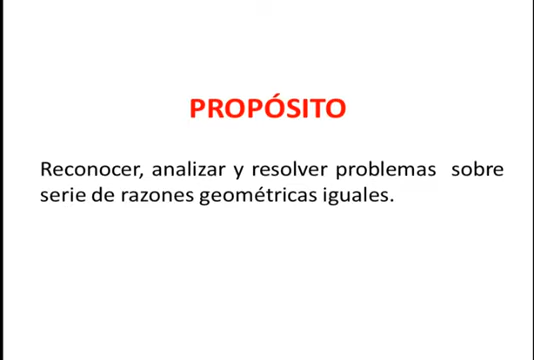 PROPÓSITO
Reconocer, analizar y resolver problemas sobre
serie de razones geométricas iguales.